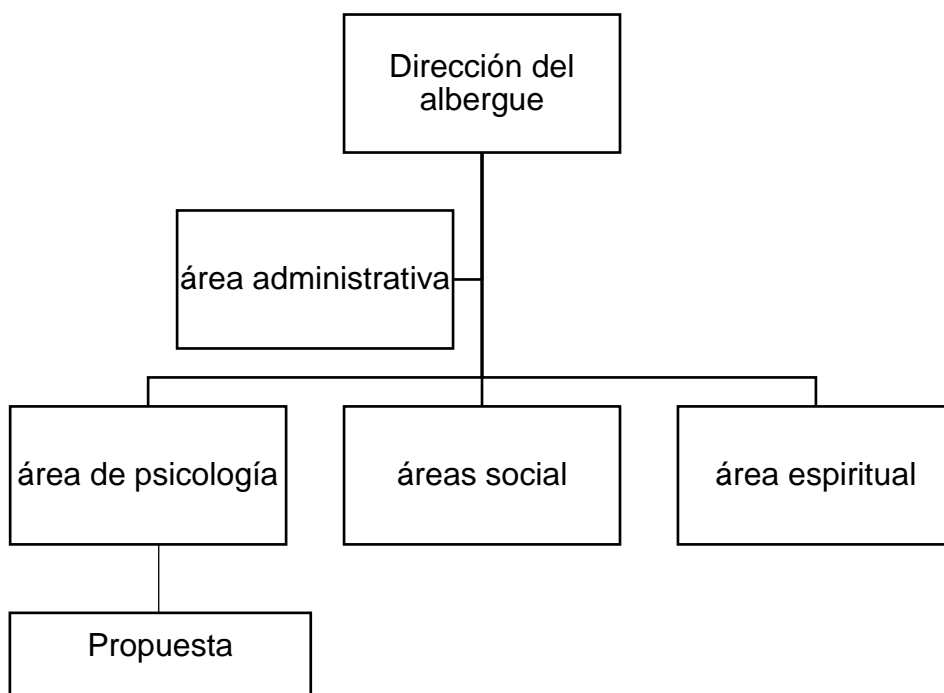 Dirección del
albergue
área administrativa
área de psicología
áreas social
área espiritual
Propuesta